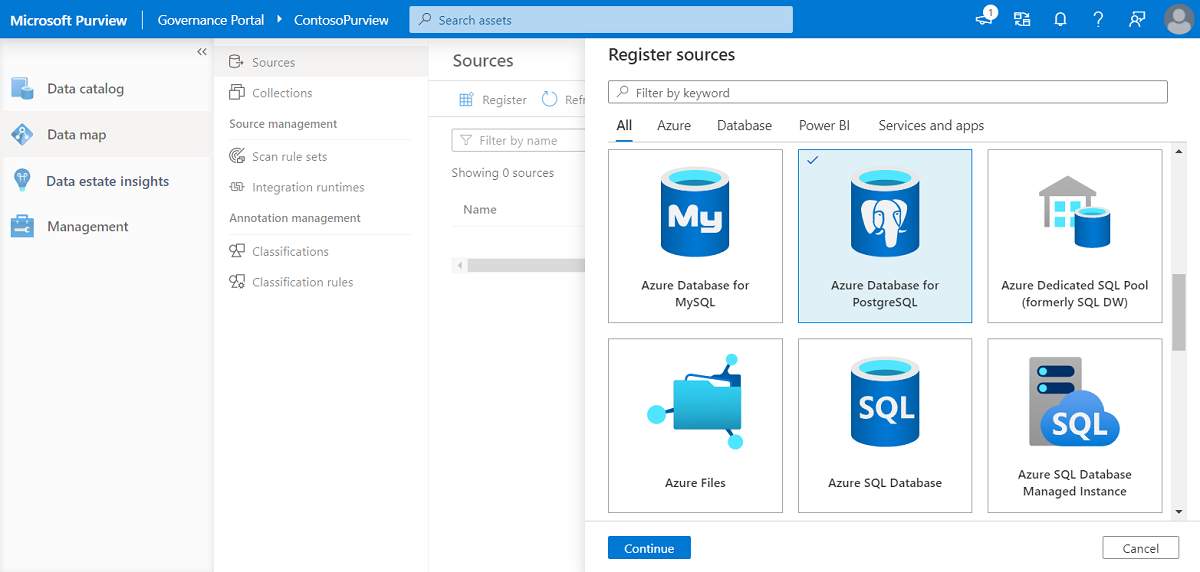 Microsoft Purview
Governance Portal
ContosoPurview
Search assets
1
?
«
Data catalog
Data map
Data estate insights
Management
Sources
Collections
Source management
Scan rule sets
Integration runtimes
Annotation management
Classifications
Classification rules
Sources
Register
Refr
Filter by name
Showing 0 sources
Name
Register sources
Filter by keyword
All Azure Database Power BI Services and apps
My
Azure Database for
MySQL
Azure Database for
PostgreSQL
Azure Dedicated SQL Pool
(formerly SQL DW)
Azure Files
SQL
Azure SQL Database
SQL
Azure SQL Database
Managed Instance
Continue
Cancel